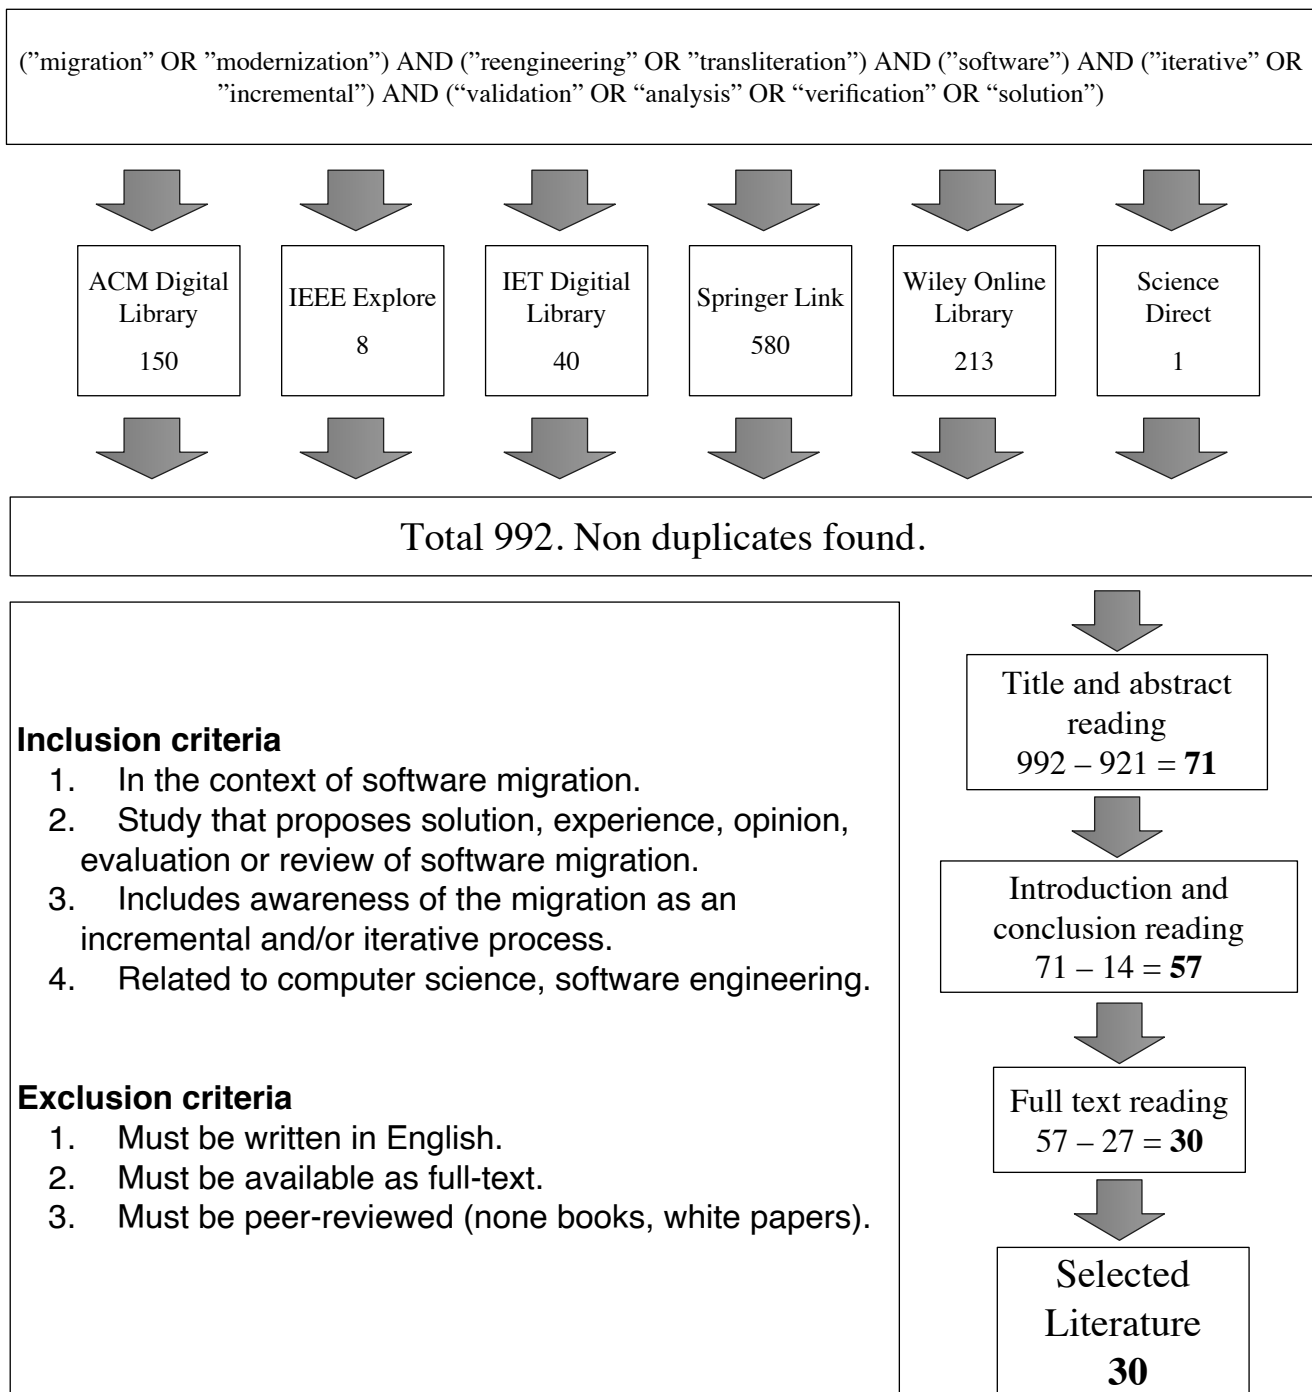 (”migration” OR ”modernization”) AND (”reengineering” OR ”transliteration”) AND (”software”) AND (”iterative” OR
”incremental”) AND (“validation” OR “analysis” OR “verification” OR “solution”)
ACM Digital
Library
150
IEEE Explore
8
IET Digitial
Library
40
Springer Link
580
Wiley Online
Library
213
Science
Direct
1
Total 992. Non duplicates found.
Inclusion criteria
1. In the context of software migration.
2. Study that proposes solution, experience, opinion,
evaluation or review of software migration.
3. Includes awareness of the migration as an
incremental and/or iterative process.
4. Related to computer science, software engineering.
Exclusion criteria
1. Must be written in English.
2. Must be available as full-text.
3. Must be peer-reviewed (none books, white papers).
Title and abstract
reading
992 – 921 = 71
Introduction and
conclusion reading
71 – 14 = 57
Full text reading
57 – 27 = 30
Selected
Literature
30